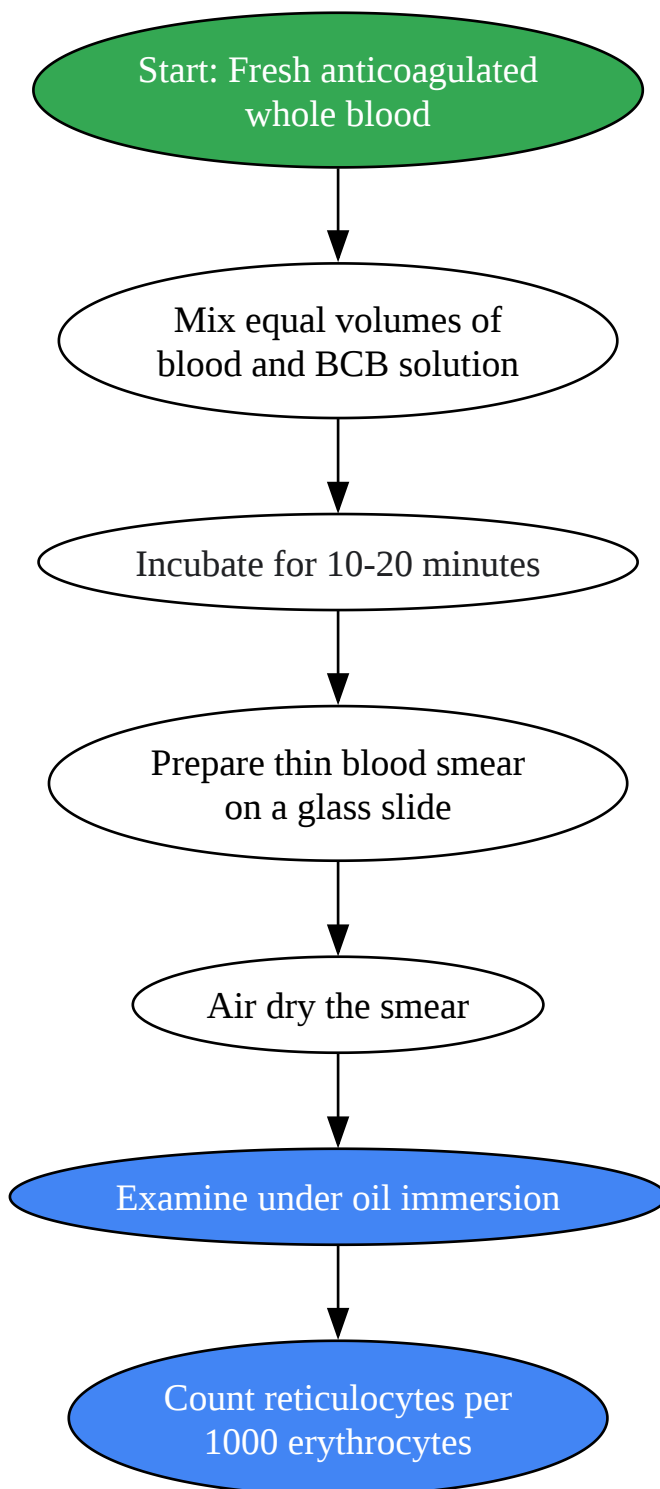 Start: Fresh anticoagulated
whole blood
Mix equal volumes of
blood and BCB solution
Incubate for 10-20 minutes
Prepare thin blood smear
on a glass slide
Air dry the smear
Examine under oil immersion
Count reticulocytes per
1000 erythrocytes